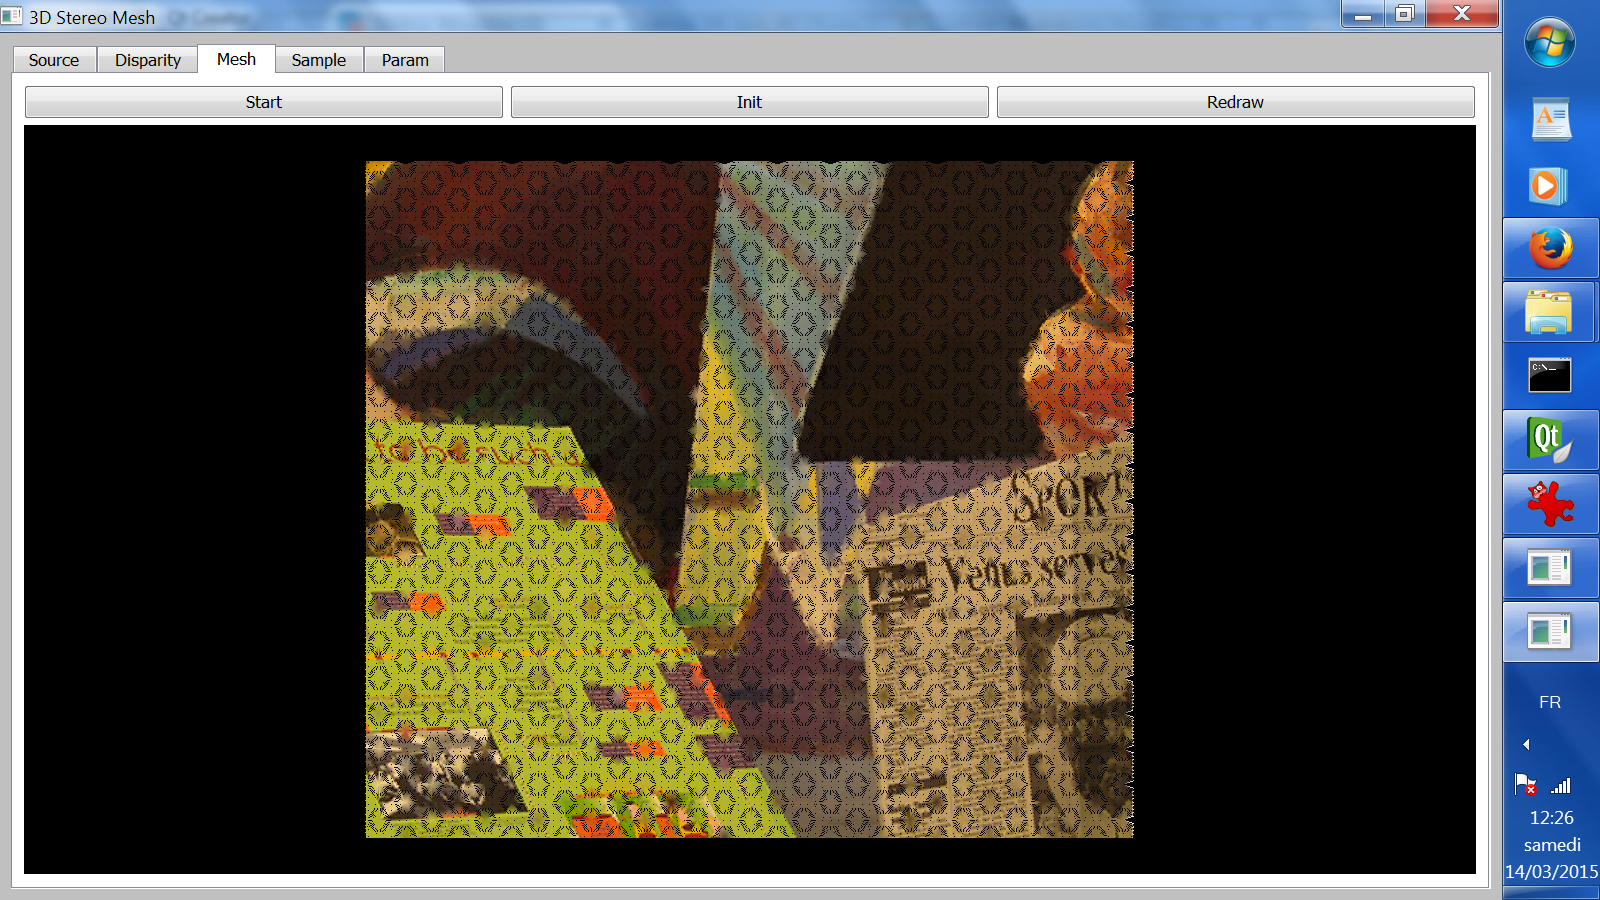 3D Stereo Mesh
Source Disparity Mesh Sample Param
Start Init Redraw
SPORT
FR
12:26
samedi
14/03/2015